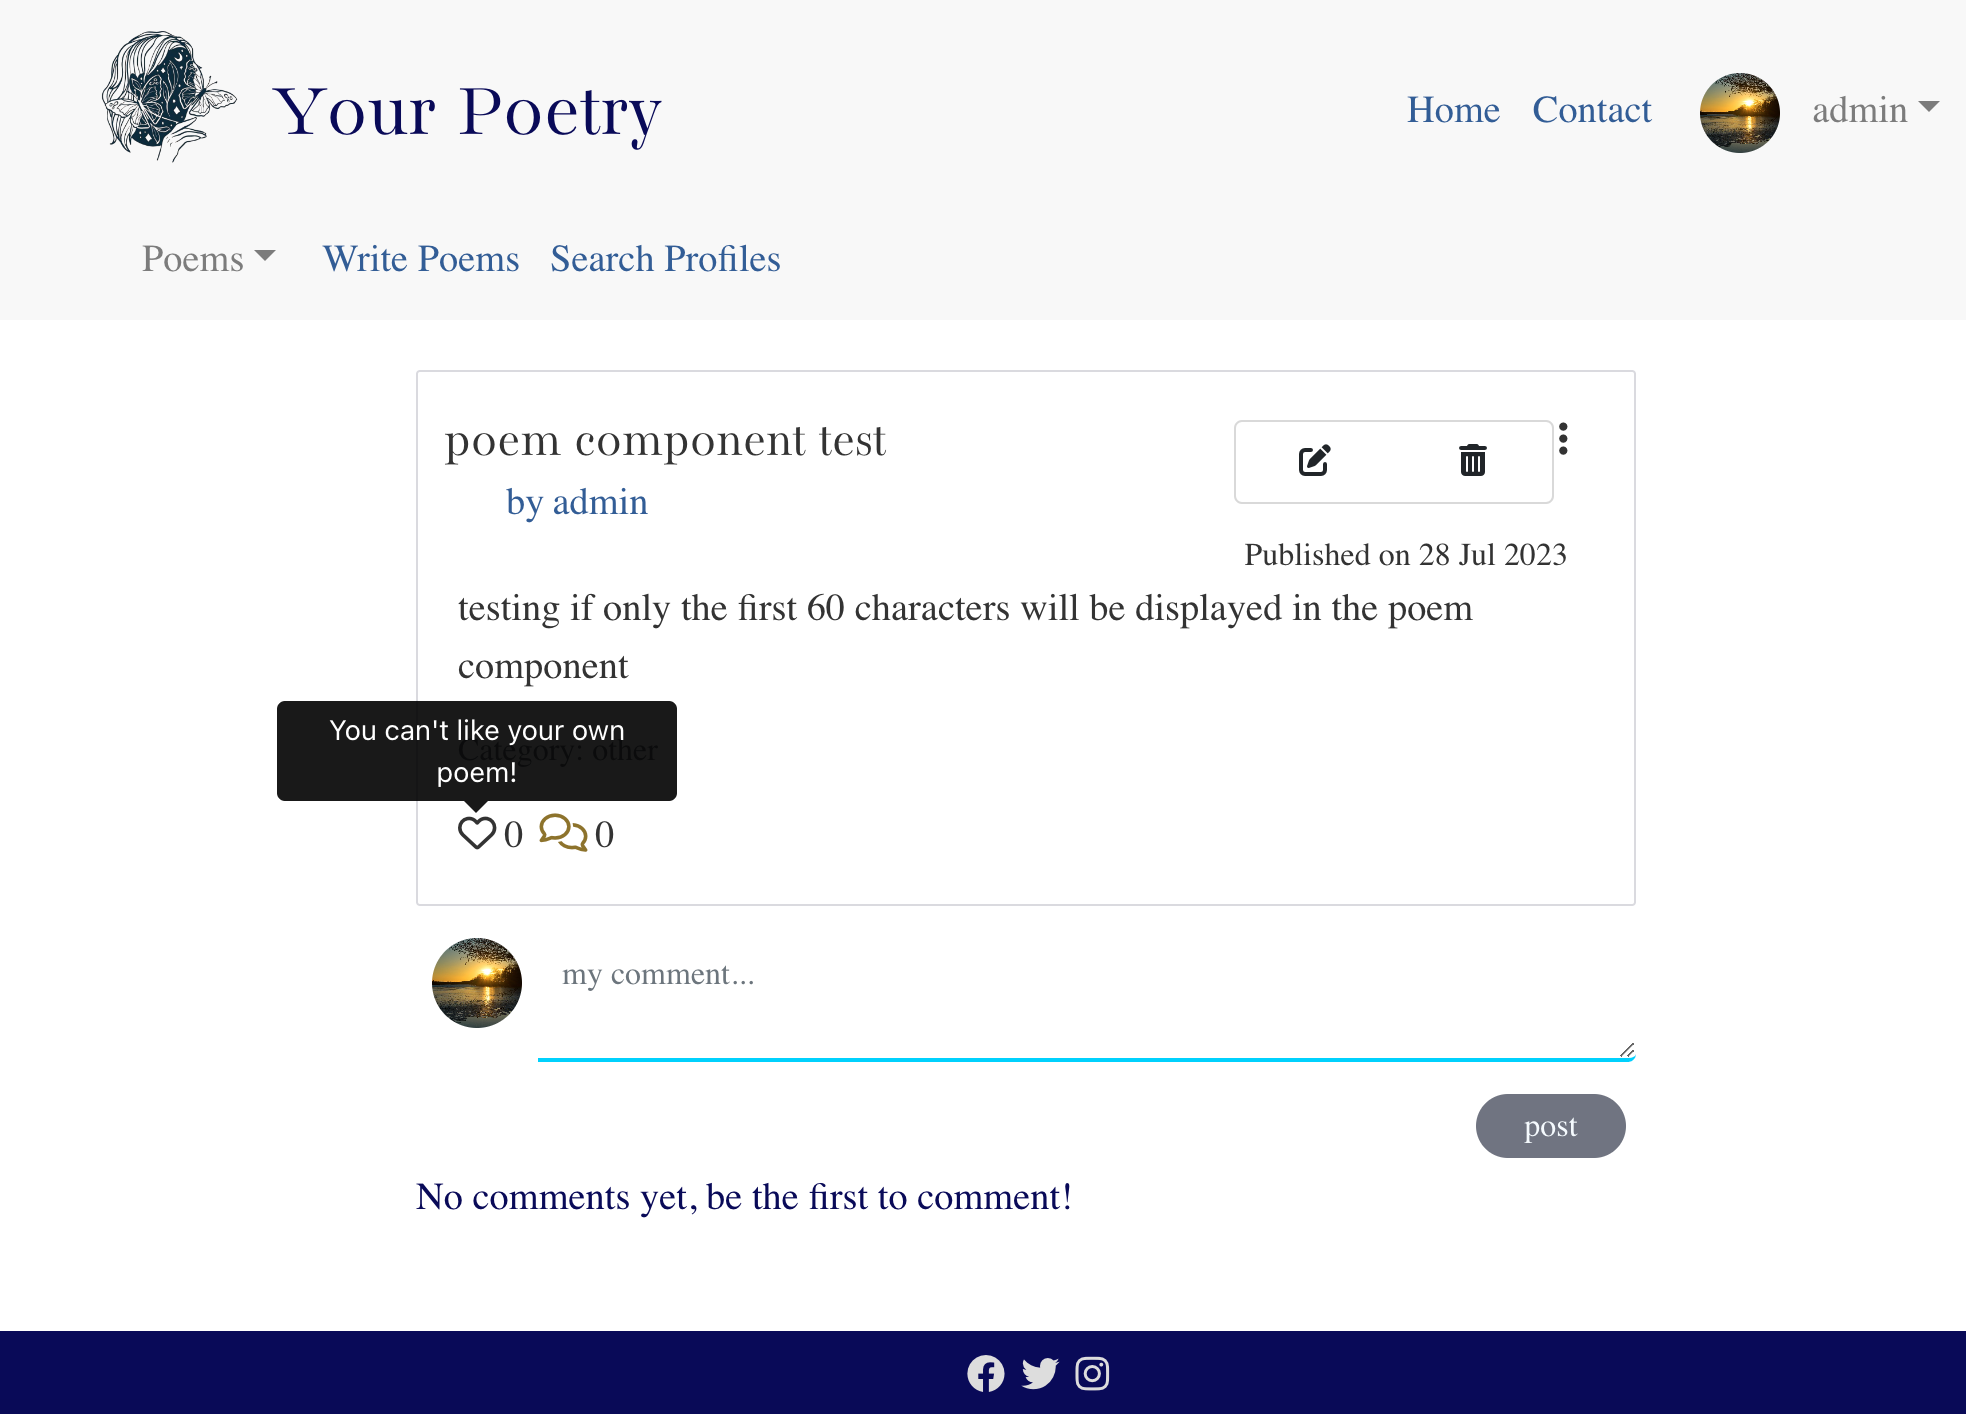 Your Poetry
Home Contact admin
Poems Write Poems Search Profiles
poem component test
by admin
Published on 28 Jul 2023
testing if only the first 60 characters will be displayed in the poem
component
You can't like your own
poem!
Category: other
0 0
my comment...
post
No comments yet, be the first to comment!